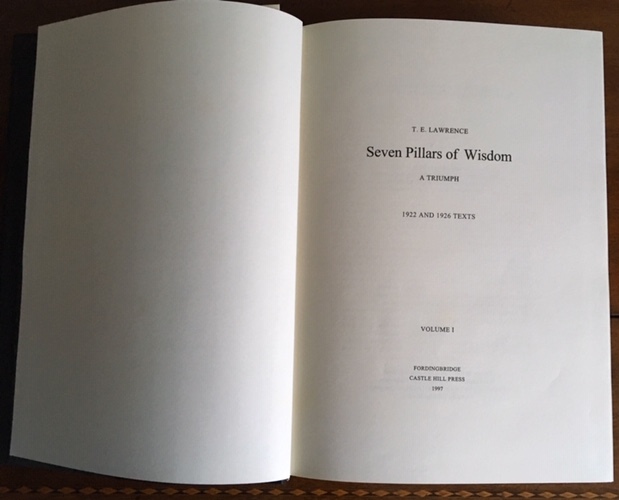 T. E. LAWRENCE
Seven Pillars of Wisdom
A TRIUMPH
1922 AND 1926 TEXTS
VOLUME I
FORDINGBRIDGE
CASTLE HILL PRESS
1997